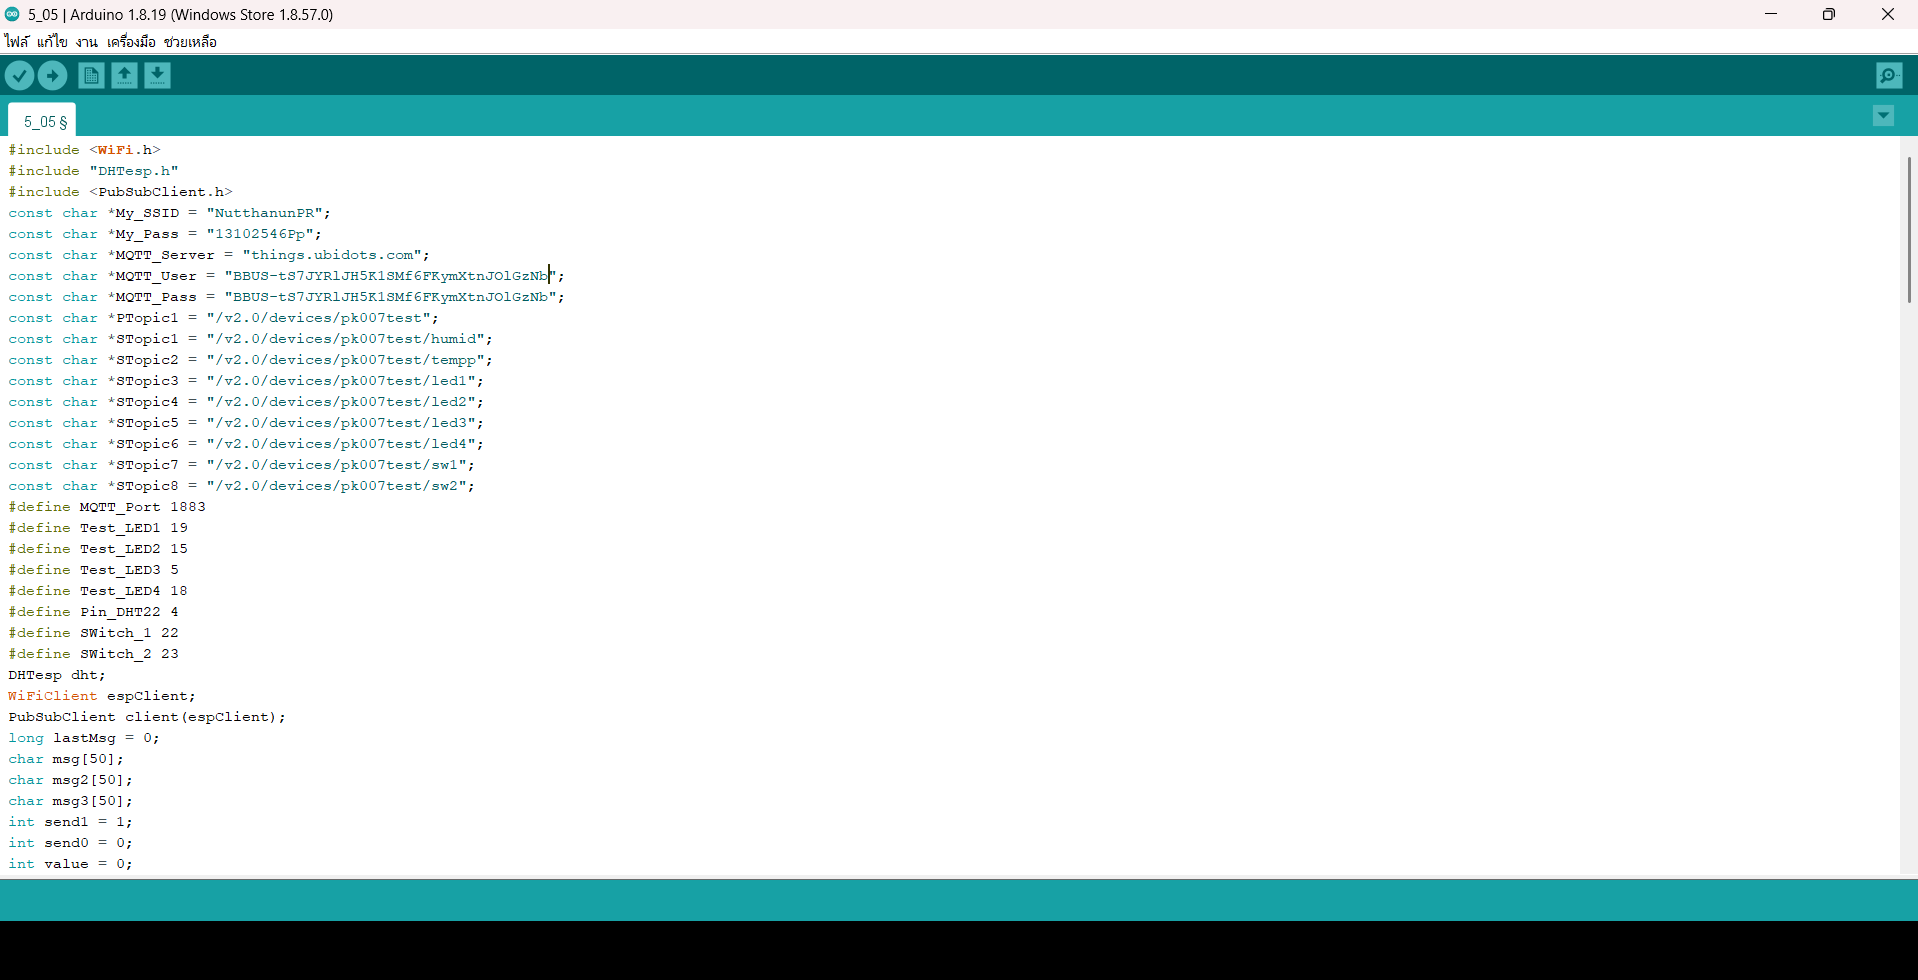 5_05 | Arduino 1.8.19 (Windows Store 1.8.57.0)
ไฟล์ แก้ไข งาน เครื่องมือ ช่วยเหลือ
5_05 §
#include <WiFi.h>
#include "DHTesp.h"
#include <PubSubClient.h>
const char *My_SSID = "NutthanunPR";
const char *My_Pass = "13102546Pp";
const char *MQTT_Server = "things.ubidots.com";
const char *MQTT_User = "BBUS-tS7JYRlJH5K1SMf6FKymXtnJOlGzNb";
const char *MQTT_Pass = "BBUS-tS7JYRlJH5K1SMf6FKymXtnJOlGzNb";
const char *PTopic1 = "/v2.0/devices/pk007test";
const char *STopic1 = "/v2.0/devices/pk007test/humid";
const char *STopic2 = "/v2.0/devices/pk007test/tempp";
const char *STopic3 = "/v2.0/devices/pk007test/led1";
const char *STopic4 = "/v2.0/devices/pk007test/led2";
const char *STopic5 = "/v2.0/devices/pk007test/led3";
const char *STopic6 = "/v2.0/devices/pk007test/led4";
const char *STopic7 = "/v2.0/devices/pk007test/sw1";
const char *STopic8 = "/v2.0/devices/pk007test/sw2";
#define MQTT_Port 1883
#define Test_LED1 19
#define Test_LED2 15
#define Test_LED3 5
#define Test_LED4 18
#define Pin_DHT22 4
#define SWitch_1 22
#define SWitch_2 23
DHTesp dht;
WiFiClient espClient;
PubSubClient client(espClient);
long lastMsg = 0;
char msg[50];
char msg2[50];
char msg3[50];
int send1 = 1;
int send0 = 0;
int value = 0;